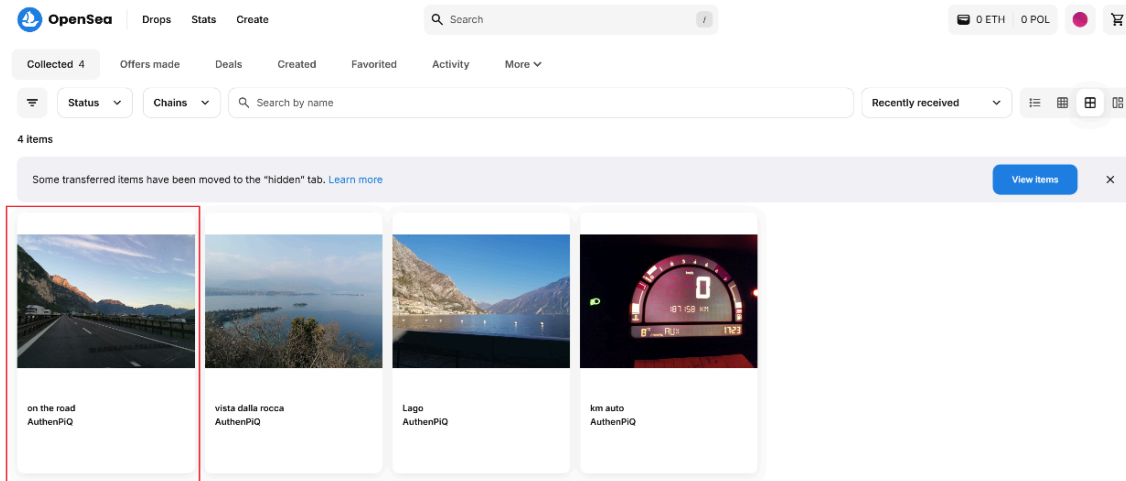 OpenSea Drops Stats Create Search / 0 ETH 0 POL
Collected 4 Offers made Deals Created Favorited Activity More
Status Chains Search by name Recently received
4 items
Some transferred items have been moved to the “hidden” tab. Learn more View items
0
187158 KM
8° AUX 1723
on the road vista dalla rocca Lago km auto
AuthenPiQ AuthenPiQ AuthenPiQ AuthenPiQ